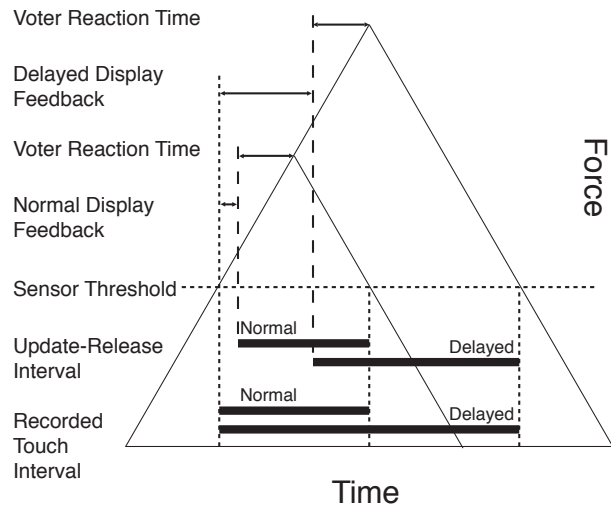 Voter Reaction Time
Delayed Display
Feedback
Voter Reaction Time
Normal Display
Feedback
Sensor Threshold
Update-Release
Interval
Recorded
Touch
Interval
Normal
Delayed
Normal
Delayed
Force
Time